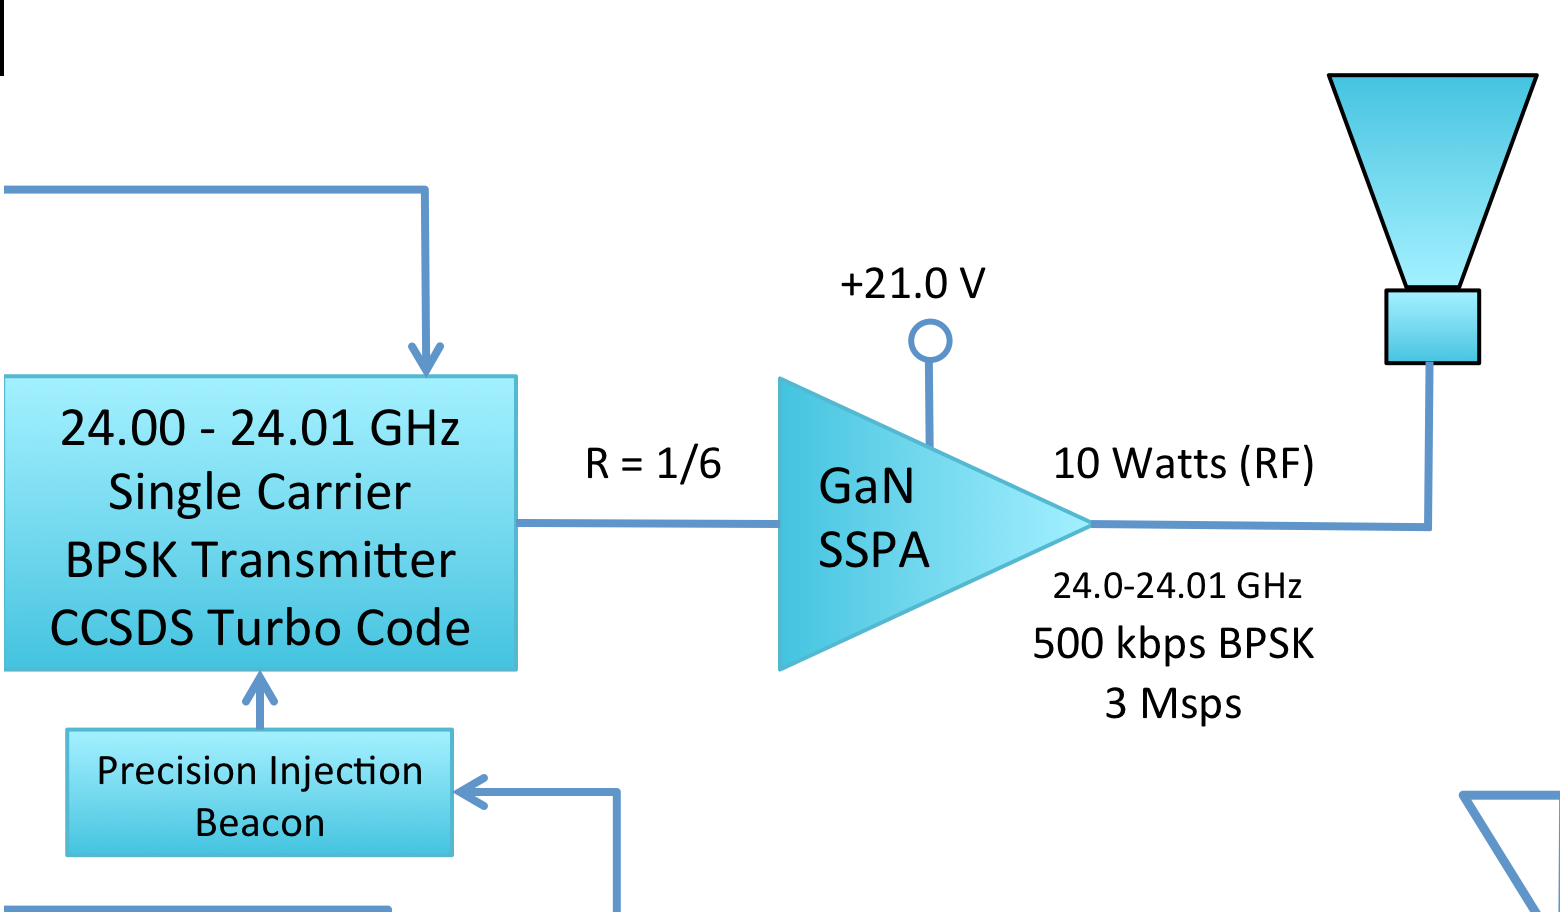 +21.0 V
24.00 - 24.01 GHz
Single Carrier
BPSK Transmitter
CCSDS Turbo Code
R = 1/6
GaN
SSPA
10 Watts (RF)
24.0-24.01 GHz
500 kbps BPSK
3 Msps
Precision Injection
Beacon